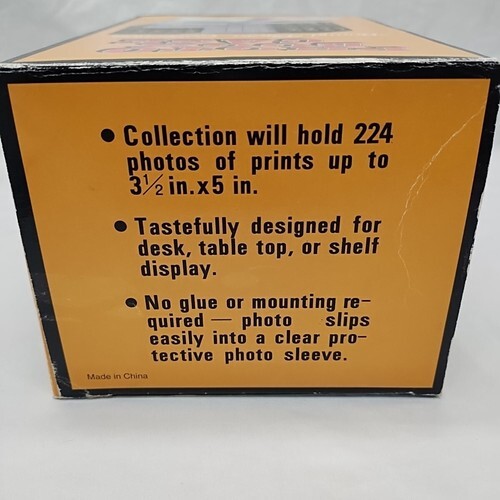 • Collection will hold 224
photos of prints up to
3½ in. x 5 in.
• Tastefully designed for
desk, table top, or shelf
display.
• No glue or mounting re-
quired — photo slips
easily into a clear pro-
tective photo sleeve.
Made in China